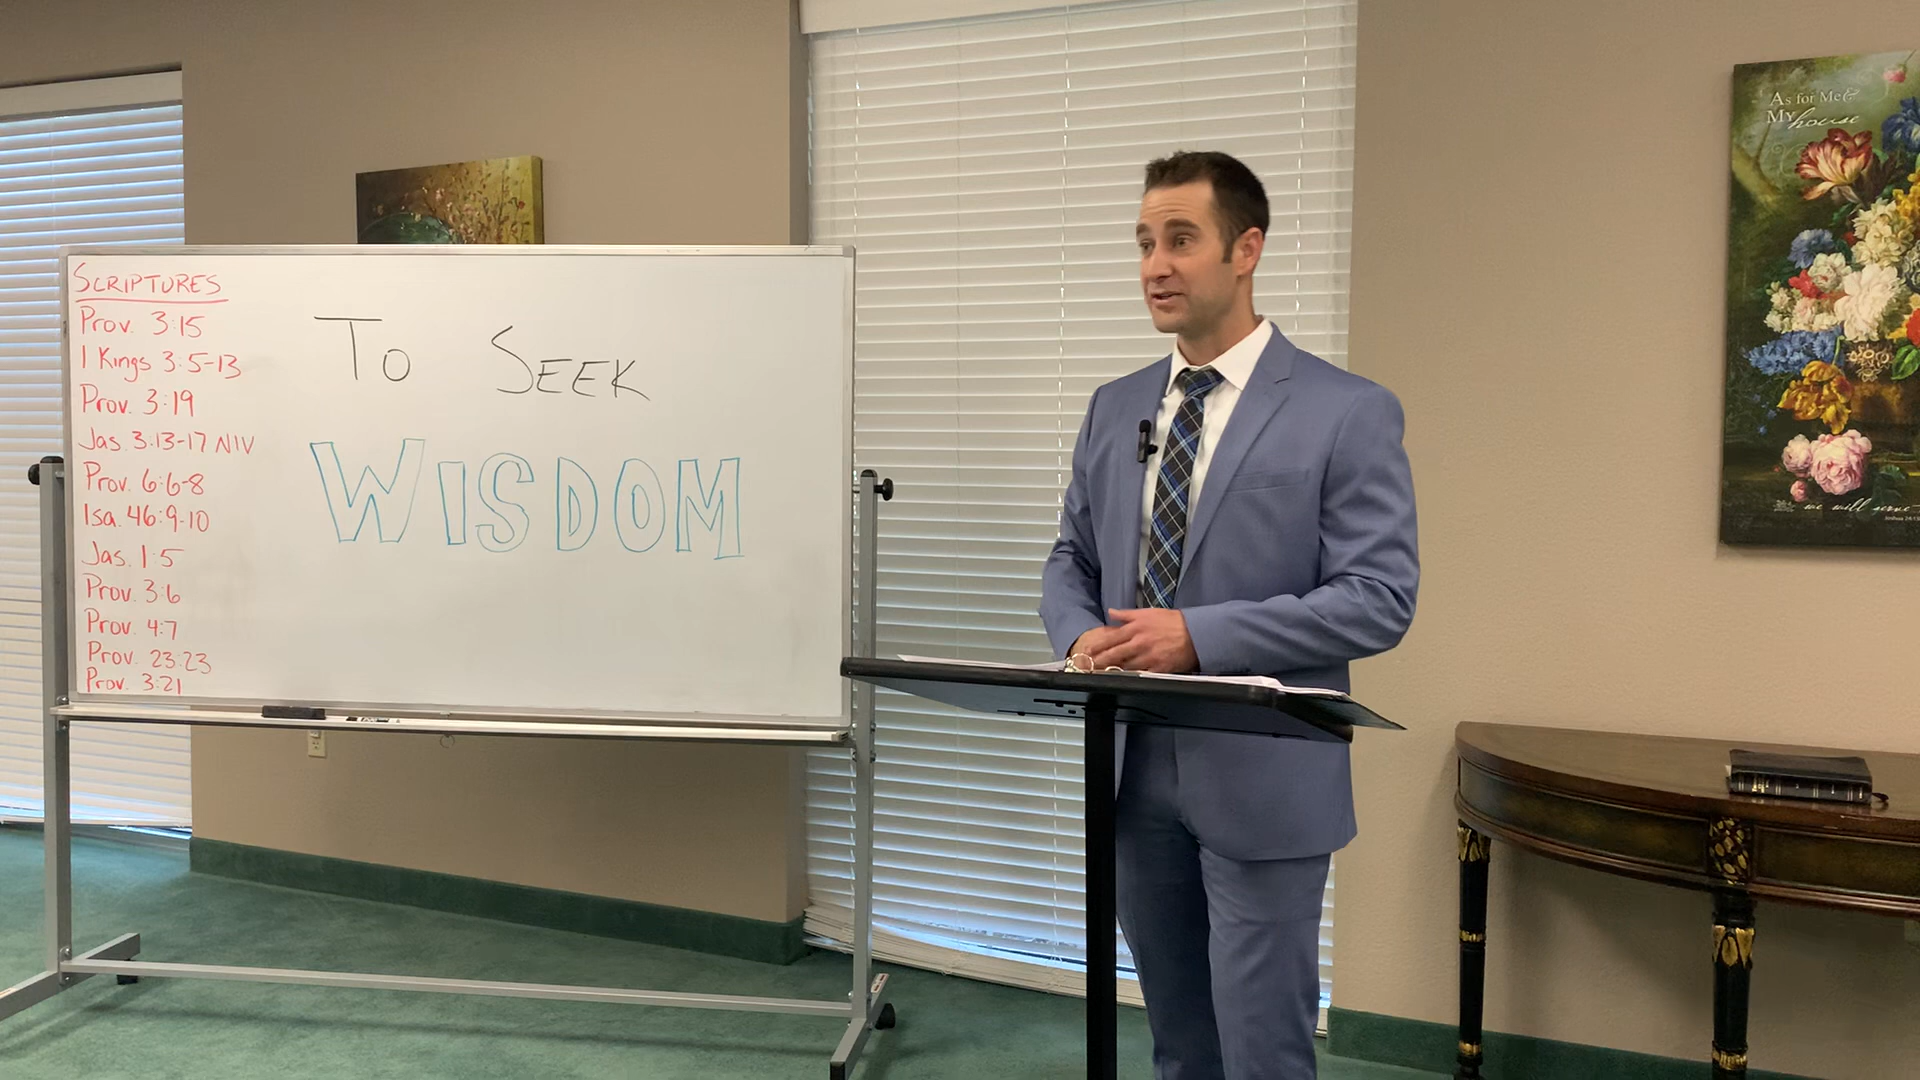 SCRIPTURES
Prov. 3:15
1 Kings 3:5-13
Prov. 3:19
Jas. 3:13-17 NIV
Prov. 6:6-8
Isa. 46:9-10
Jas. 1:5
Prov. 3:6
Prov. 4:7
Prov. 23:23
Prov. 3:21
TO SEEK
WISDOM
As for Me &
MY house
we will serve